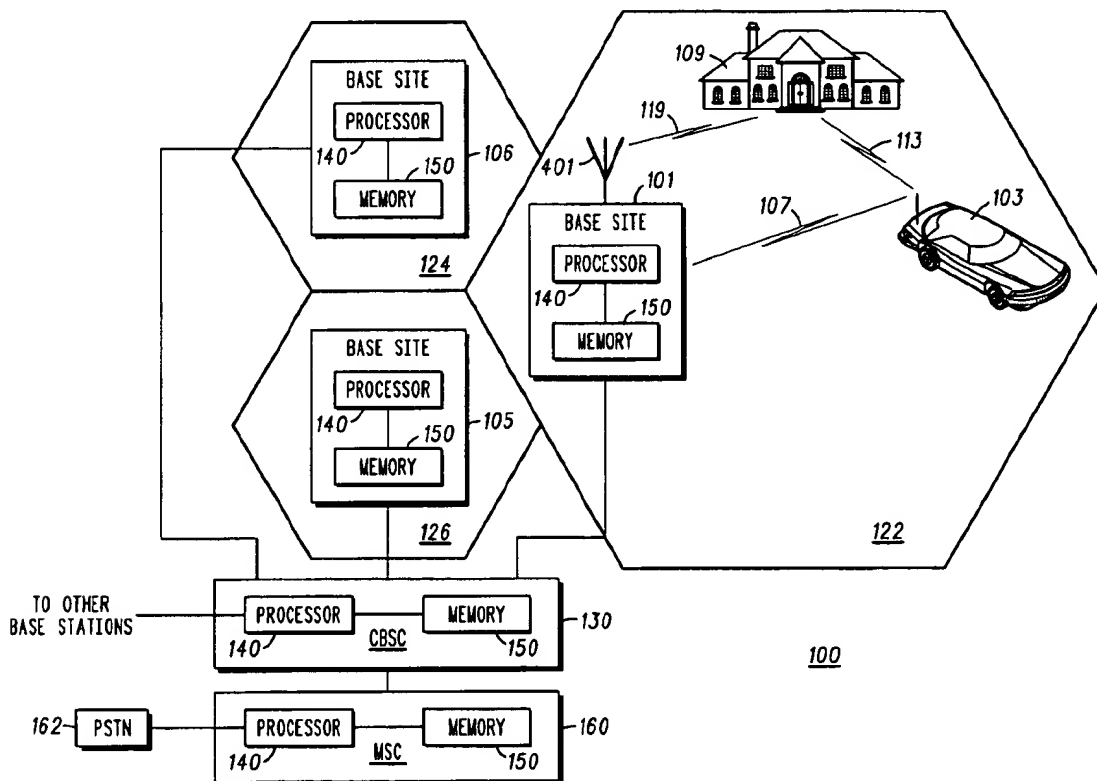 BASE SITE
PROCESSOR
140
150
106
MEMORY
124
109
119
113
401
101
107
103
BASE SITE
PROCESSOR
140
150
MEMORY
122
BASE SITE
PROCESSOR
140
150
105
MEMORY
126
TO OTHER
BASE STATIONS
PROCESSOR
MEMORY
130
140
CBSC
150
100
162
PSTN
PROCESSOR
MEMORY
160
140
MSC
150